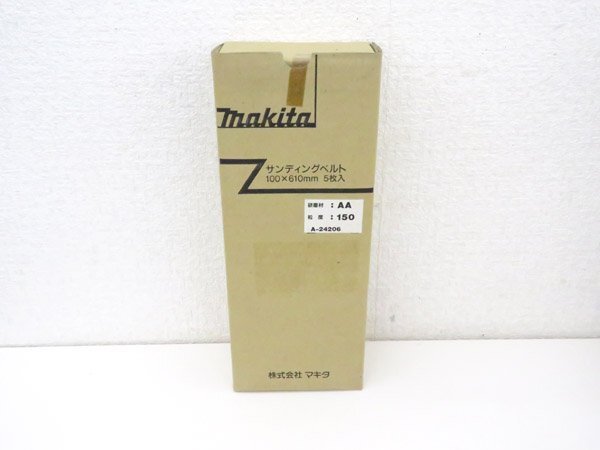 makita
サンディングベルト
100×610mm 5枚入
研磨材 : AA
粒 度 : 150
A-24206
株式会社 マキタ